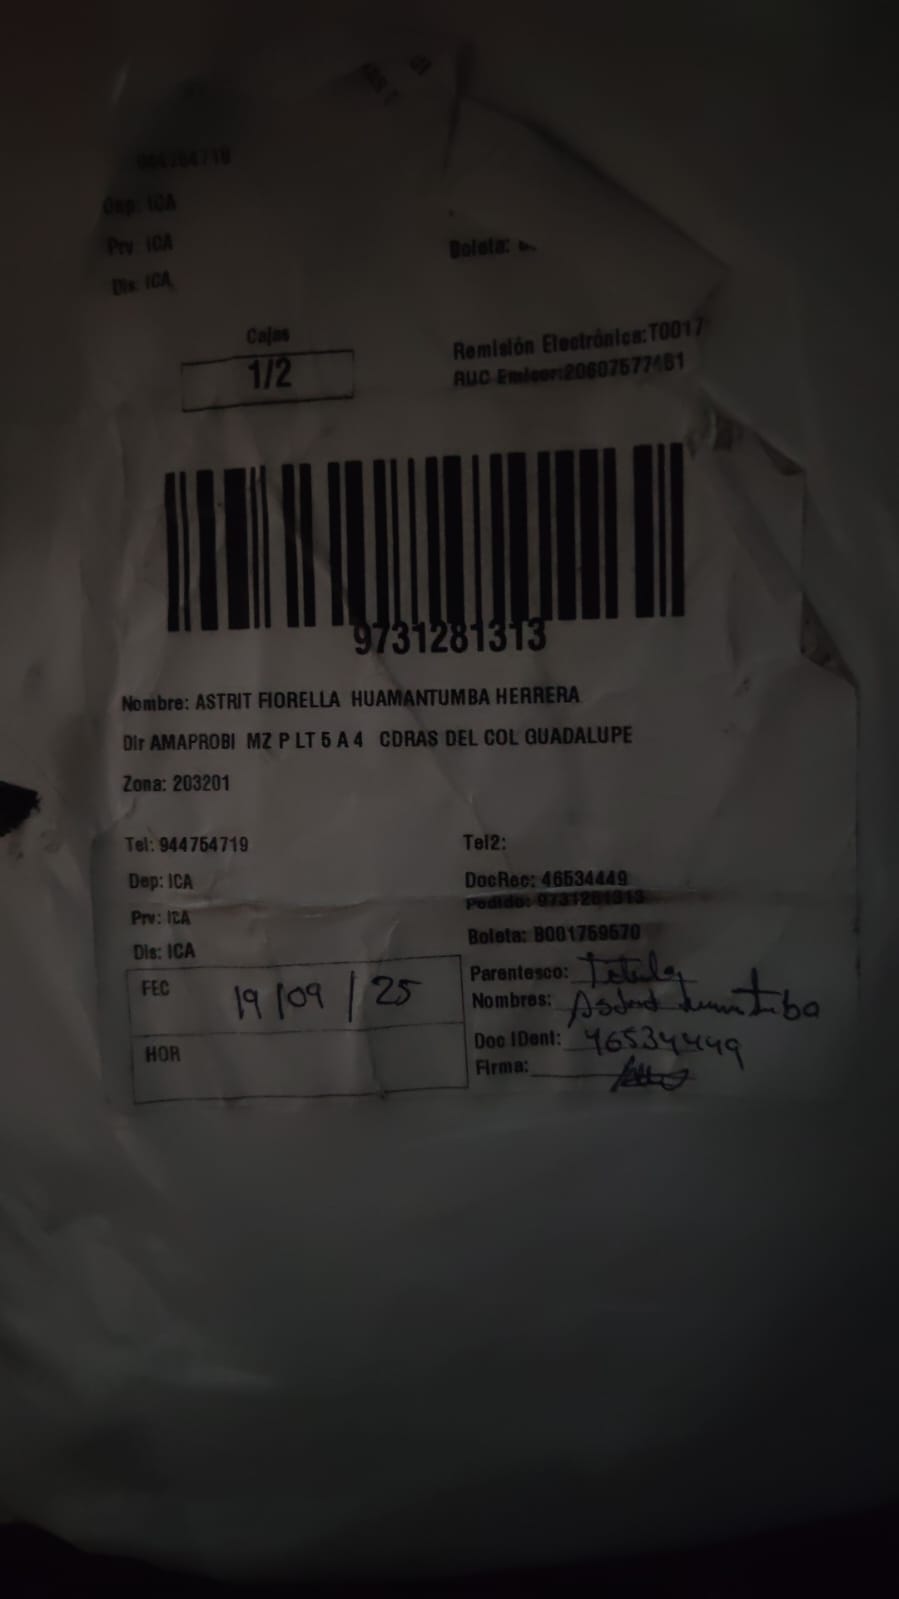 944754719
Dep: ICA
Prv: ICA
Dis: ICA
Boleta:
Cajas
1/2
Remisión Electrónica:T0017
RUC Emisor:20607577461
9731281313
Nombre: ASTRIT FIORELLA HUAMANTUMBA HERRERA
Dir AMAPROBI MZ P LT 5 A 4 CDRAS DEL COL GUADALUPE
Zona: 203201
Tel: 944754719
Tel2:
Dep: ICA
DocRec: 46534449
Pedido: 9731281313
Prv: ICA
Boleta: B001759570
Dis: ICA
FEC 19/09/25
Parentesco: Titular
Nombres:
HOR
Doc IDent: 46534449
Firma: